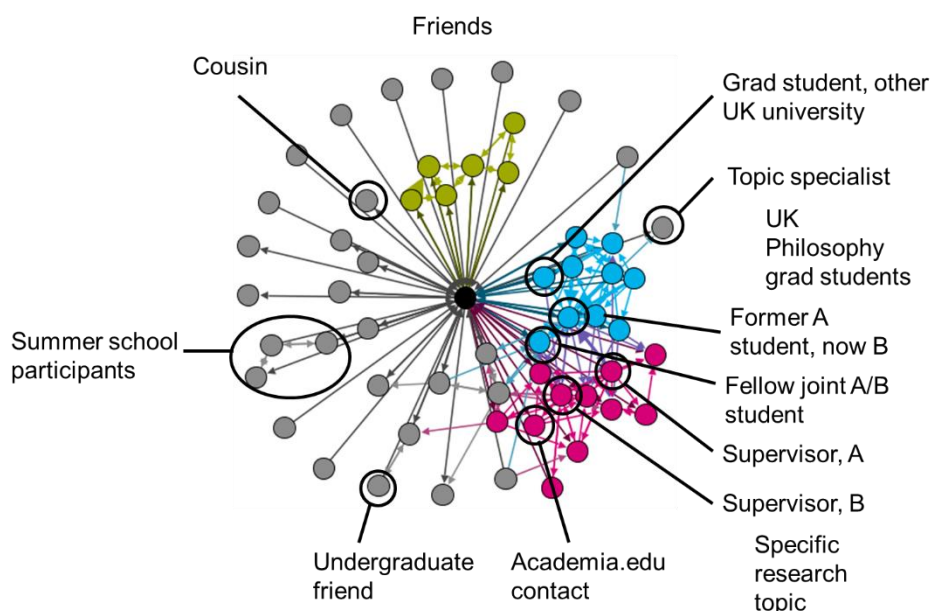 Friends
Cousin
Grad student, other
UK university
Topic specialist
UK
Philosophy
grad students
Summer school
participants
Former A
student, now B
Fellow joint A/B
student
Supervisor, A
Supervisor, B
Undergraduate
friend
Academia.edu
contact
Specific
research
topic